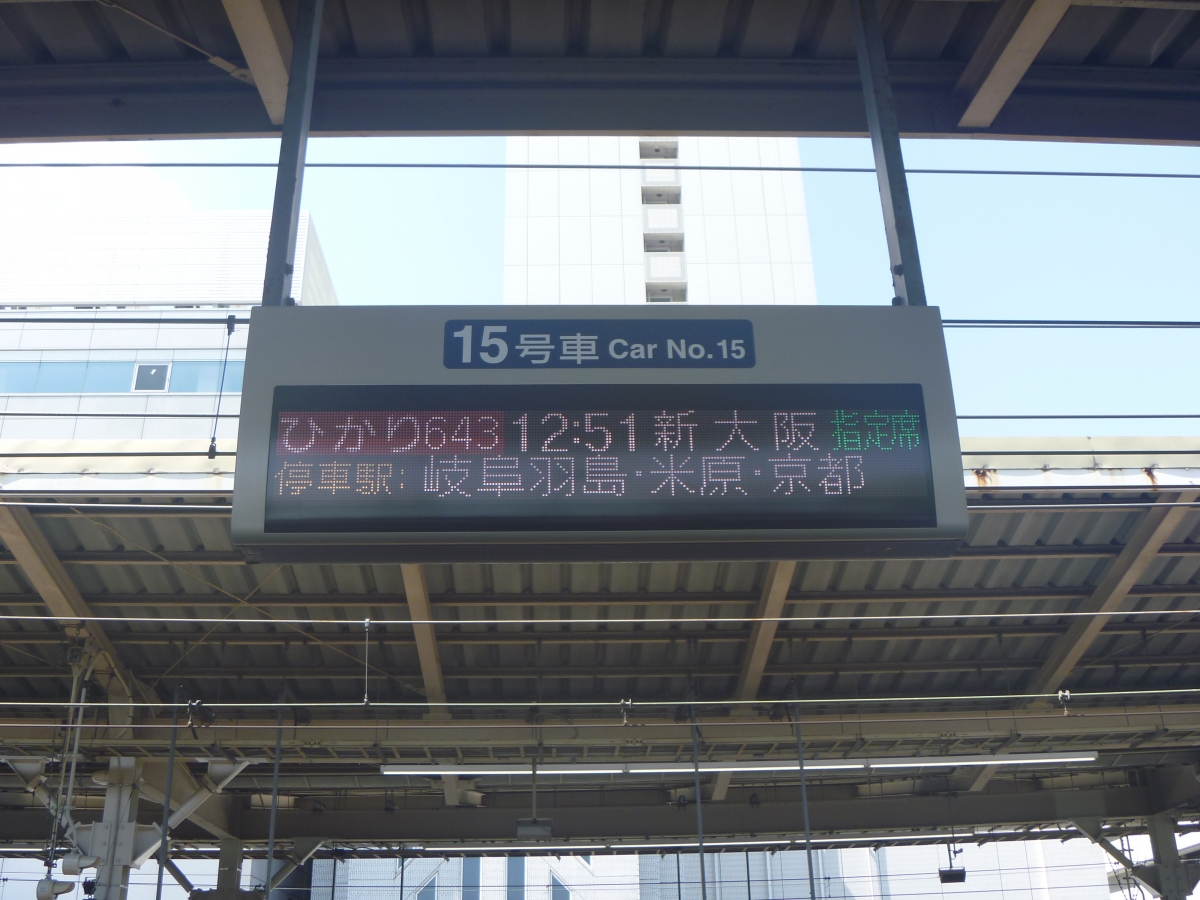 15号車 Car No.15
ひかり643 12:51 新大阪 指定席
停車駅: 岐阜羽島・米原・京都